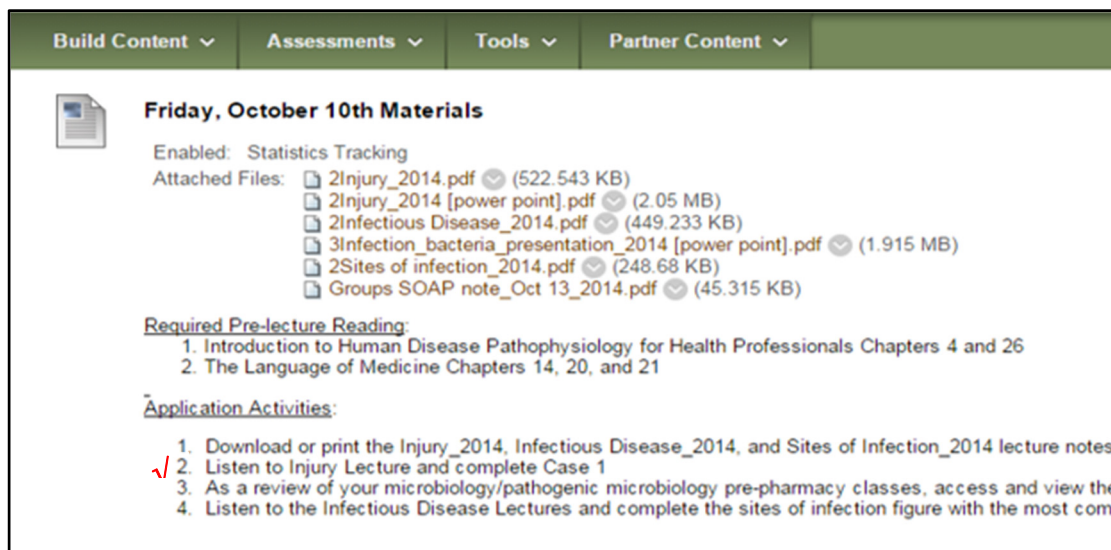 Build Content Assessments Tools Partner Content
Friday, October 10th Materials
Enabled: Statistics Tracking
Attached Files: 2Injury_2014.pdf (522.543 KB)
2Injury_2014 [power point].pdf (2.05 MB)
2Infectious Disease_2014.pdf (449.233 KB)
3Infection_bacteria_presentation_2014 [power point].pdf (1.915 MB)
2Sites of infection_2014.pdf (248.68 KB)
Groups SOAP note_Oct 13_2014.pdf (45.315 KB)
Required Pre-lecture Reading:
1. Introduction to Human Disease Pathophysiology for Health Professionals Chapters 4 and 26
2. The Language of Medicine Chapters 14, 20, and 21
Application Activities:
1. Download or print the Injury_2014, Infectious Disease_2014, and Sites of Infection_2014 lecture notes
√ 2. Listen to Injury Lecture and complete Case 1
3. As a review of your microbiology/pathogenic microbiology pre-pharmacy classes, access and view the
4. Listen to the Infectious Disease Lectures and complete the sites of infection figure with the most com